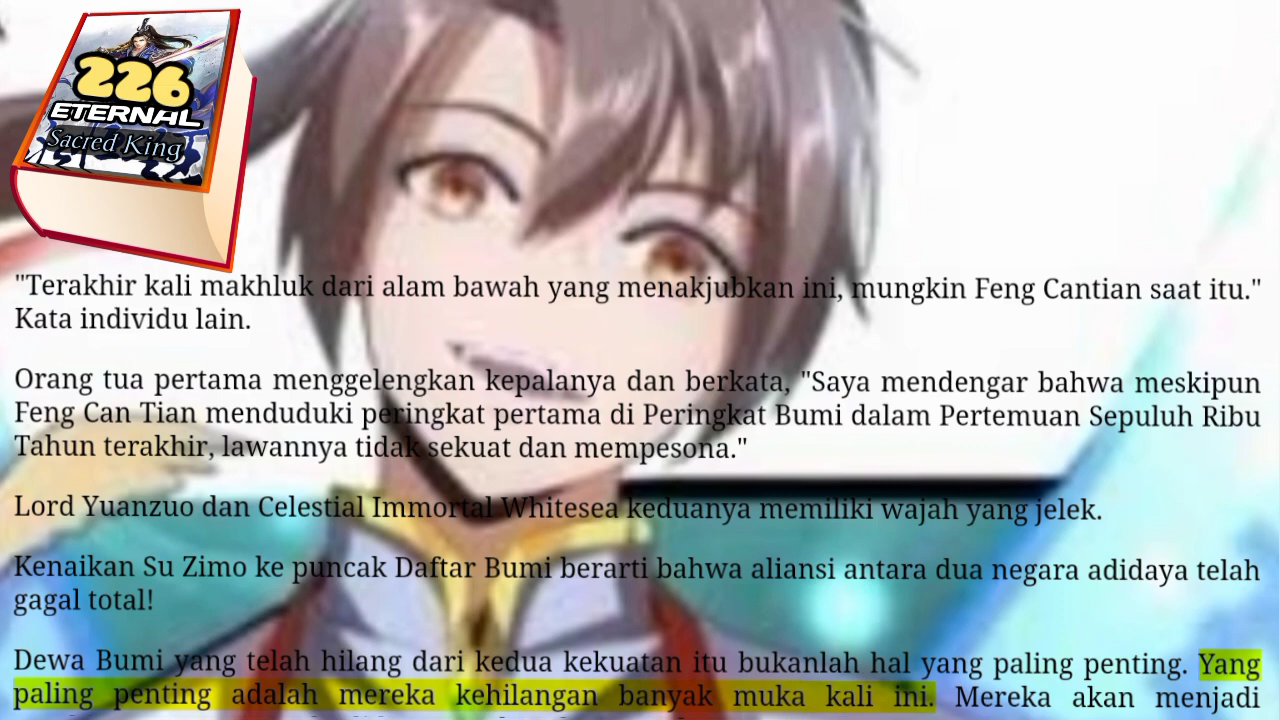 226
ETERNAL
Sacred King
"Terakhir kali makhluk dari alam bawah yang menakjubkan ini, mungkin Feng Cantian saat itu."
Kata individu lain.
Orang tua pertama menggelengkan kepalanya dan berkata, "Saya mendengar bahwa meskipun
Feng Can Tian menduduki peringkat pertama di Peringkat Bumi dalam Pertemuan Sepuluh Ribu
Tahun terakhir, lawannya tidak sekuat dan mempesona."
Lord Yuanzuo dan Celestial Immortal Whitesea keduanya memiliki wajah yang jelek.
Kenaikan Su Zimo ke puncak Daftar Bumi berarti bahwa aliansi antara dua negara adidaya telah
gagal total!
Dewa Bumi yang telah hilang dari kedua kekuatan itu bukanlah hal yang paling penting. Yang
paling penting adalah mereka kehilangan banyak muka kali ini. Mereka akan menjadi